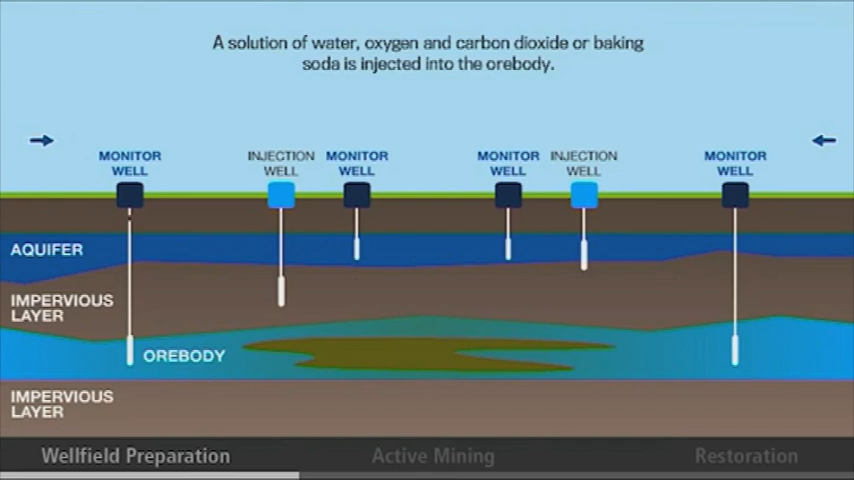 A solution of water, oxygen and carbon dioxide or baking
soda is injected into the orebody.
MONITOR
WELL
INJECTION
WELL
MONITOR
WELL
MONITOR
WELL
INJECTION
WELL
MONITOR
WELL
AQUIFER
IMPERVIOUS
LAYER
OREBODY
IMPERVIOUS
LAYER
Wellfield Preparation
Active Mining
Restoration